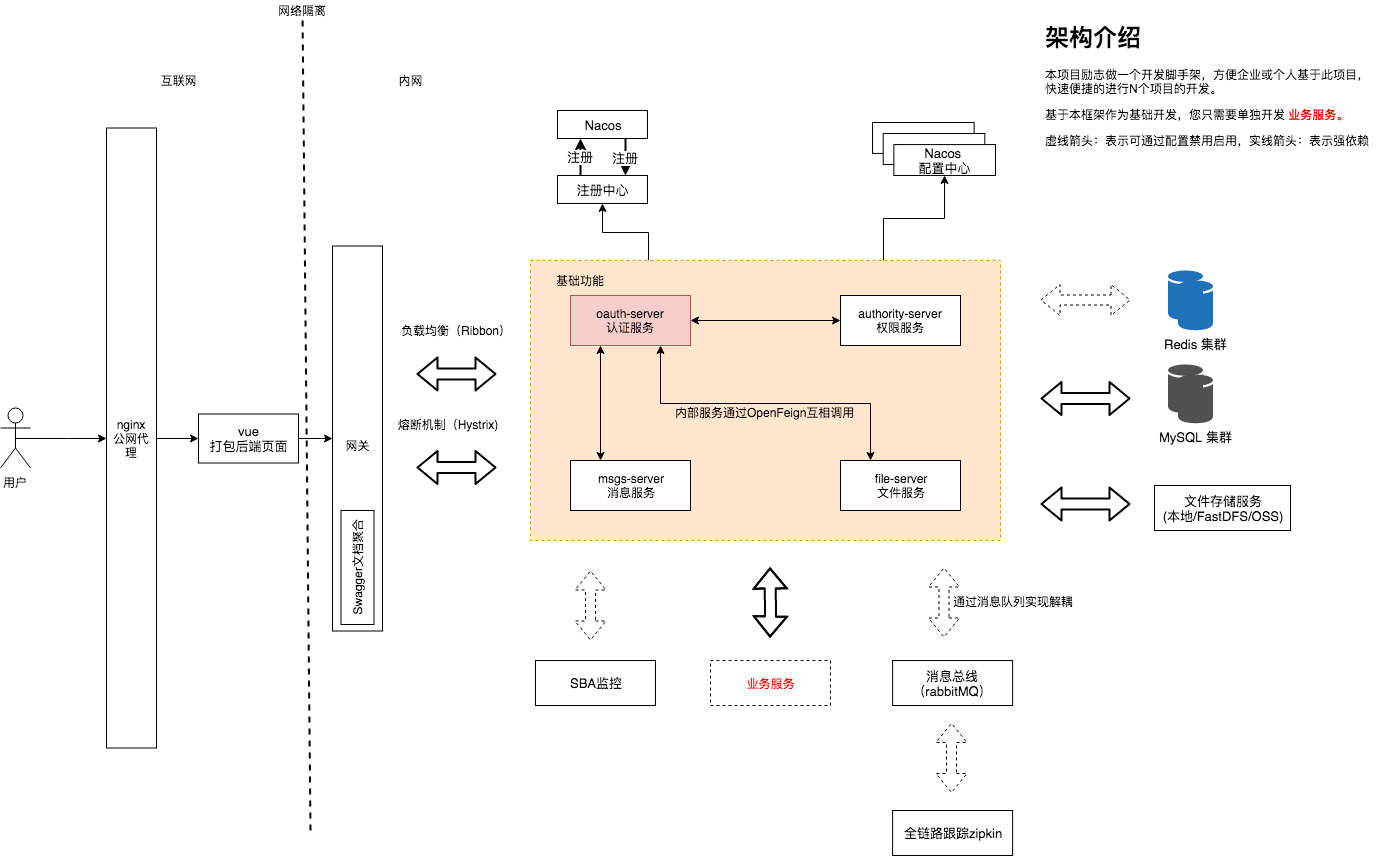 网络隔离
架构介绍
互联网
内网
本项目励志做一个开发脚手架，方便企业或个人基于此项目，
快速便捷的进行N个项目的开发。
基于本框架作为基础开发，您只需要单独开发 业务服务。
虚线箭头：表示可通过配置禁用启用，实线箭头：表示强依赖
Nacos
注册
注册
注册中心
Nacos
配置中心
基础功能
oauth-server
认证服务
authority-server
权限服务
内部服务通过OpenFeign互相调用
msgs-server
消息服务
file-server
文件服务
负载均衡（Ribbon）
熔断机制（Hystrix）
用户
nginx
公网代
理
vue
打包后端页面
网关
Swagger文档聚合
Redis 集群
MySQL 集群
文件存储服务
(本地/FastDFS/OSS)
通过消息队列实现解耦
SBA监控
业务服务
消息总线
（rabbitMQ）
全链路跟踪zipkin